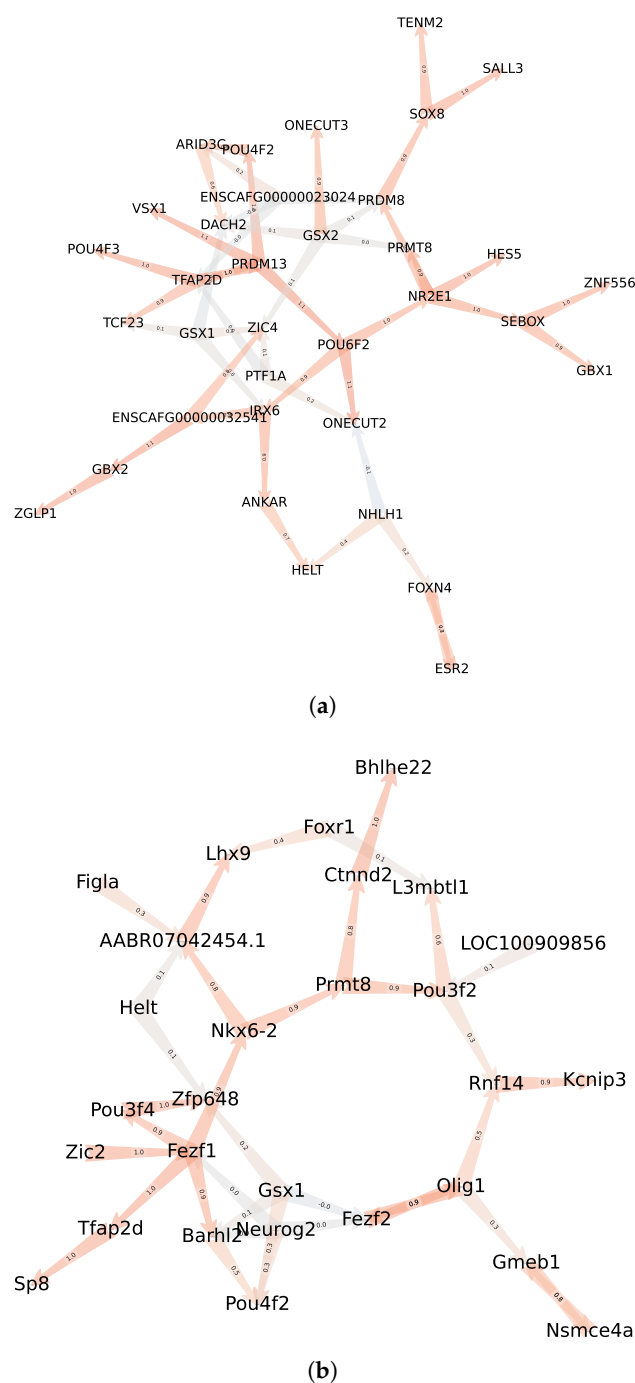 TENM2
SALL3
SOX8
ONECUT3
ARID3C
POU4F2
ENSCAFG00000023024
PRDM8
VSX1
DACH2
GSX2
PRMT8
POU4F3
PRDM13
HES5
TFAP2D
NR2E1
ZNF556
TCF23
GSX1
ZIC4
SEBOX
POU6F2
PTF1A
GBX1
IRX6
ENSCAFG00000032541
ONECUT2
GBX2
ANKAR
ZGLP1
NHLH1
HELT
FOXN4
ESR2
(a)
Bhlhe22
Foxr1
Lhx9
Ctnnd2
L3mbtl1
Figla
AABR07042454.1
LOC100909856
Helt
Prmt8
Pou3f2
Nkx6-2
Rnf14
Kcnip3
Zfp648
Pou3f4
Zic2
Fezf1
Gsx1
Olig1
Tfap2d
Barhl2
Neurog2
Fezf2
Gmeb1
Sp8
Pou4f2
Nsmce4a
(b)